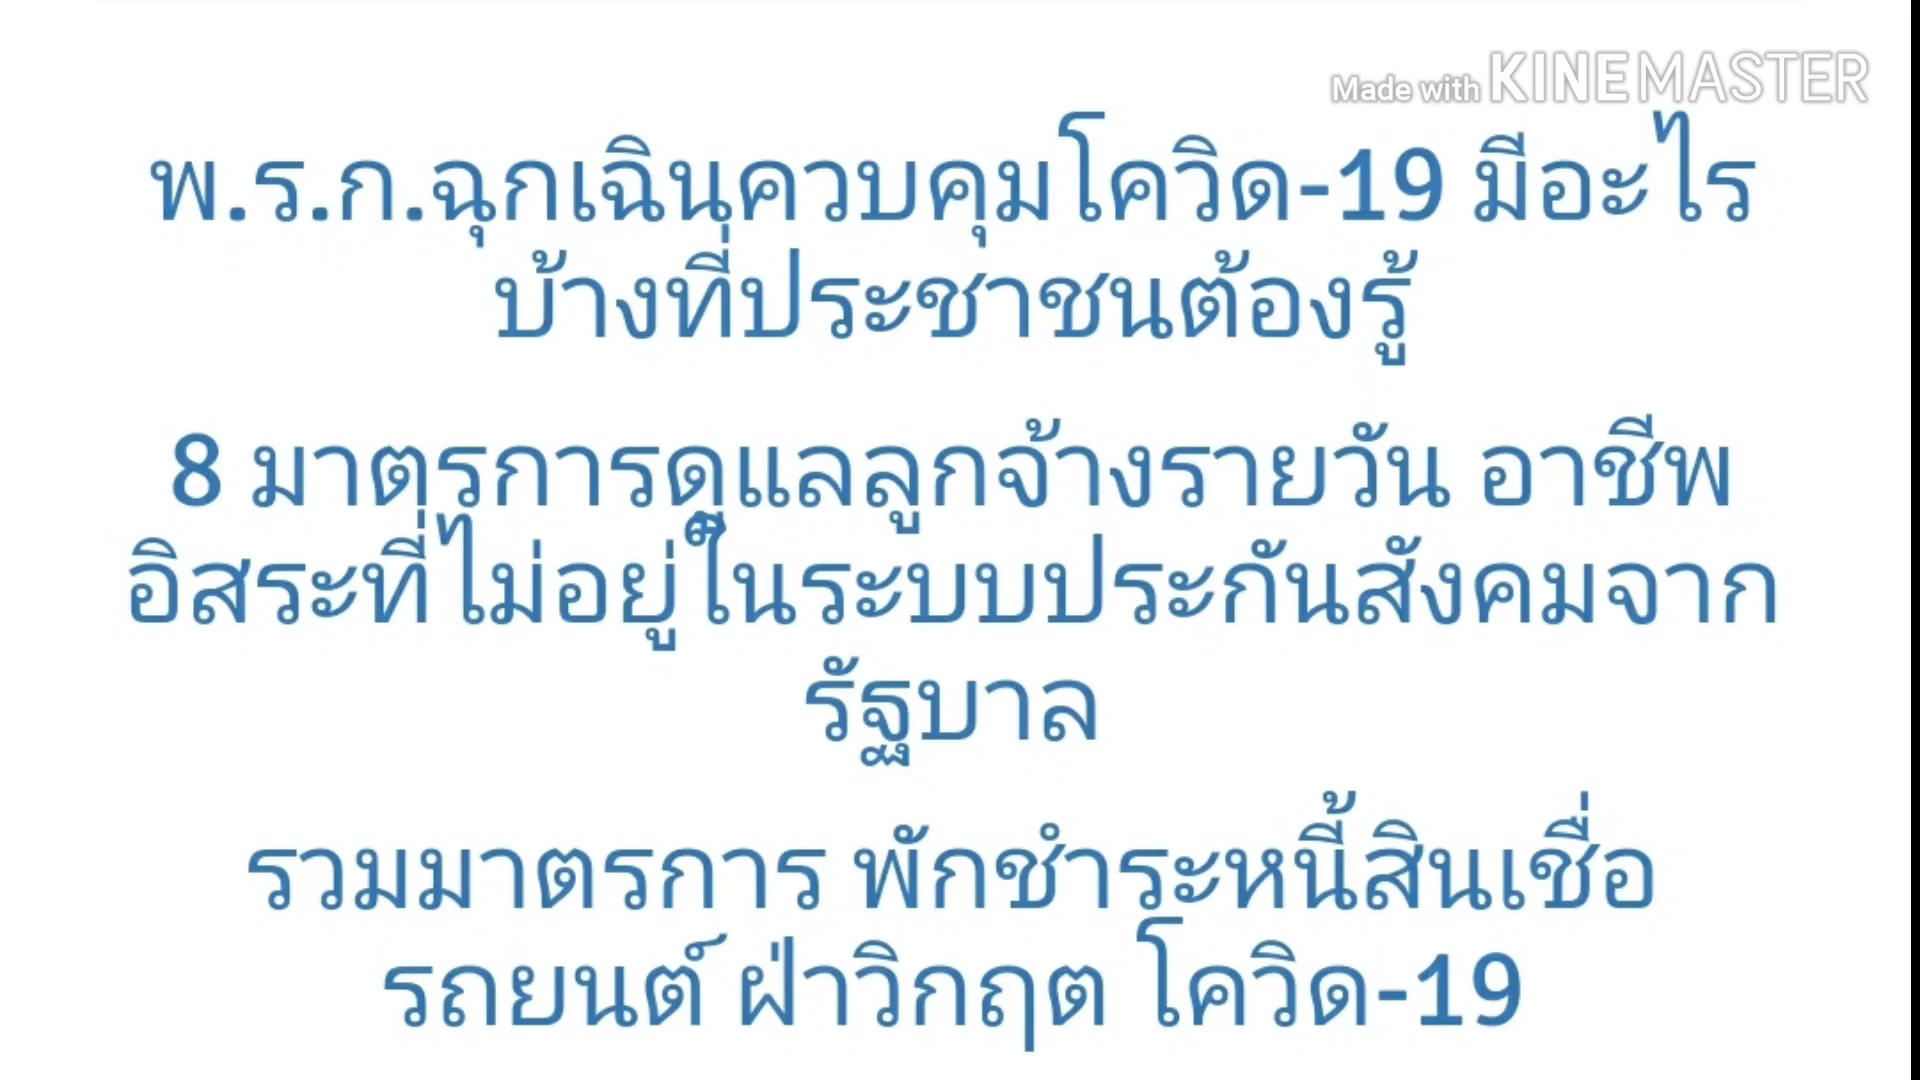 Made with KINEMASTER
พ.ร.ก.ฉุกเฉินควบคุมโควิด-19 มีอะไร
บ้างที่ประชาชนต้องรู้
8 มาตรการดูแลลูกจ้างรายวัน อาชีพ
อิสระที่ไม่อยู่ในระบบประกันสังคมจาก
รัฐบาล
รวมมาตรการ พักชำระหนี้สินเชื่อ
รถยนต์ ฝ่าวิกฤต โควิด-19